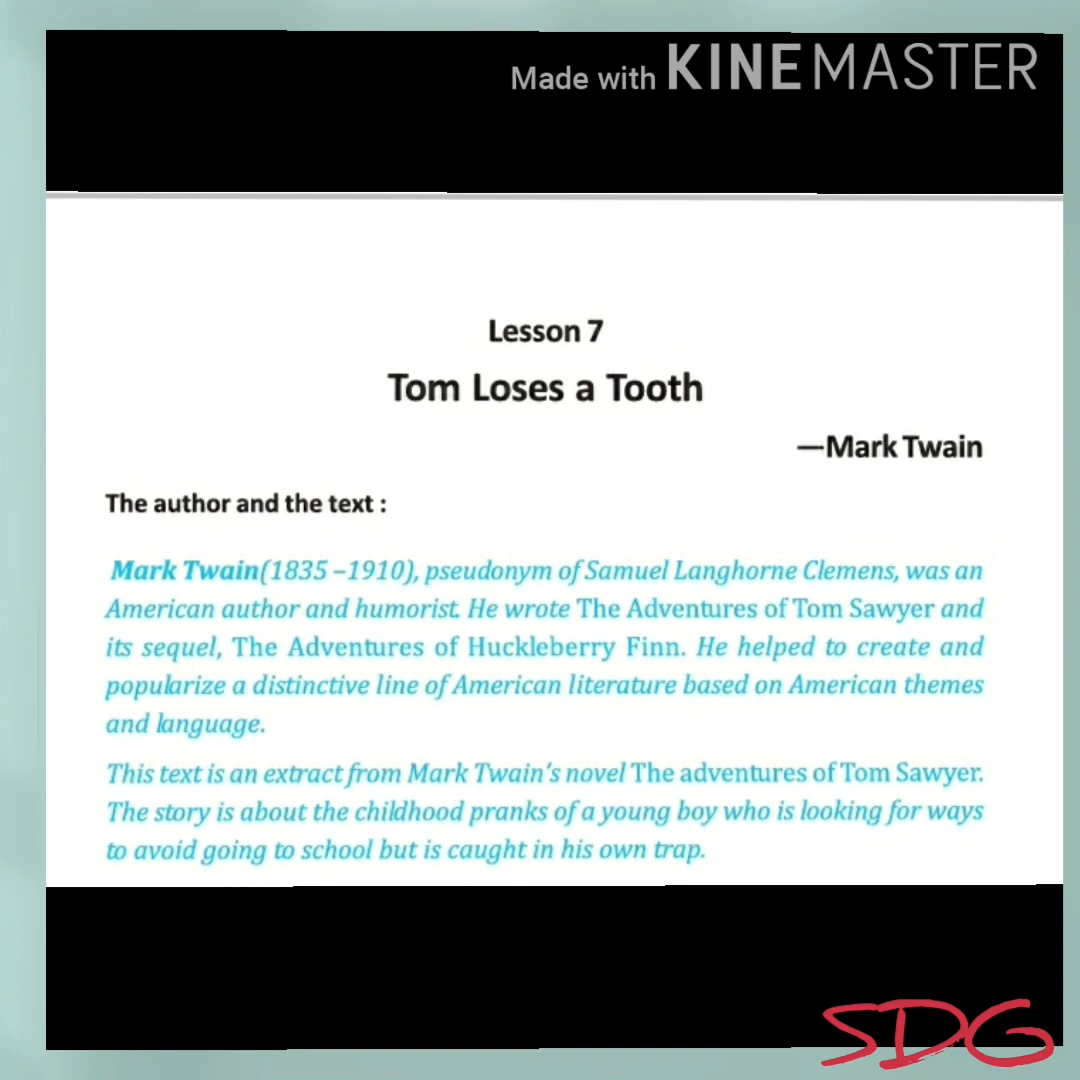 Made with KINEMASTER
Lesson 7
Tom Loses a Tooth
—Mark Twain
The author and the text :
Mark Twain(1835 –1910), pseudonym of Samuel Langhorne Clemens, was an
American author and humorist. He wrote The Adventures of Tom Sawyer and
its sequel, The Adventures of Huckleberry Finn. He helped to create and
popularize a distinctive line of American literature based on American themes
and language.
This text is an extract from Mark Twain's novel The adventures of Tom Sawyer.
The story is about the childhood pranks of a young boy who is looking for ways
to avoid going to school but is caught in his own trap.
SDG